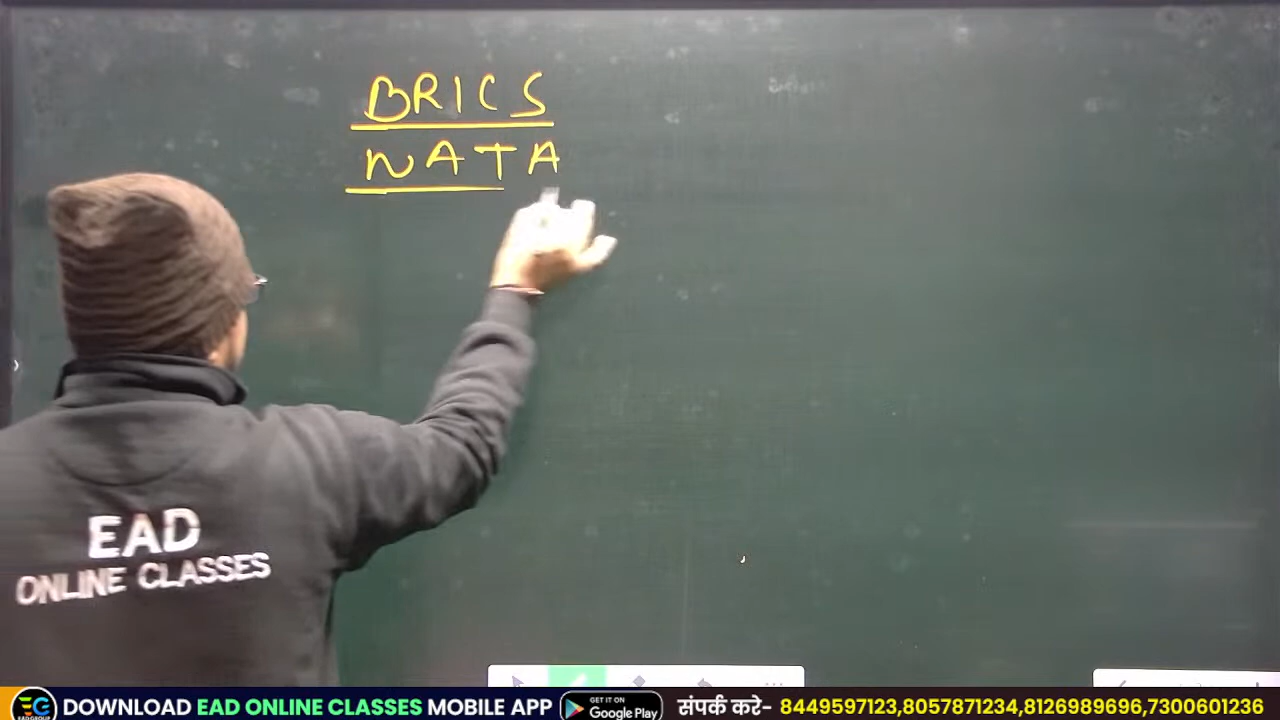 BRICS
NATA
EAD
ONLINE CLASSES
DOWNLOAD EAD ONLINE CLASSES MOBILE APP
GET IT ON
Google Play
संपर्क करे- 8449597123,8057871234,8126989696,7300601236